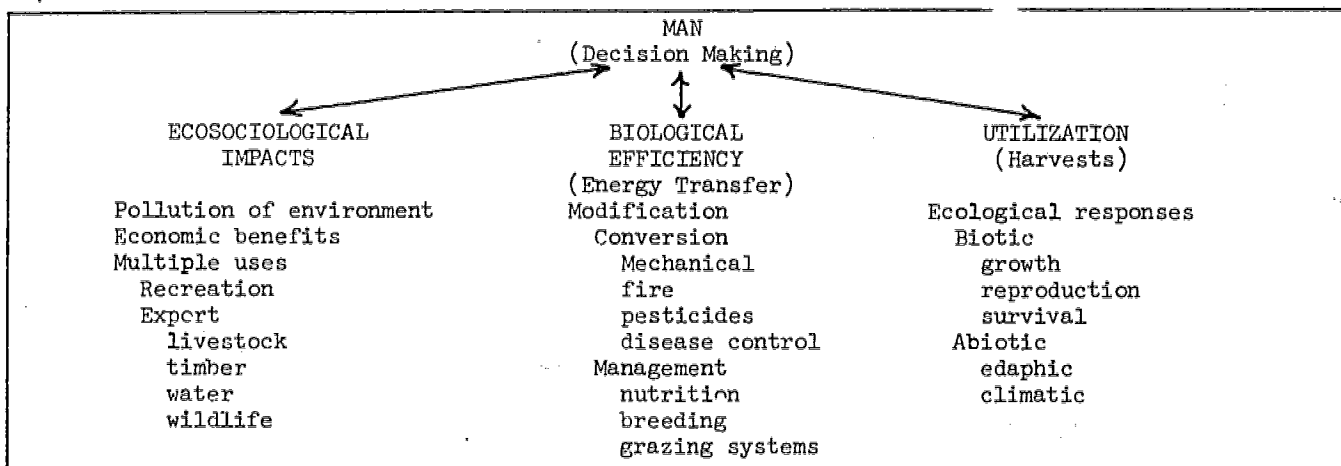 MAN
(Decision Making)
ECOSOCIOLOGICAL
IMPACTS
Pollution of environment
Economic benefits
Multiple uses
Recreation
Export
livestock
timber
water
wildlife
BIOLOGICAL
EFFICIENCY
(Energy Transfer)
Modification
Conversion
Mechanical
fire
pesticides
disease control
Management
nutrition
breeding
grazing systems
UTILIZATION
(Harvests)
Ecological responses
Biotic
growth
reproduction
survival
Abiotic
edaphic
climatic